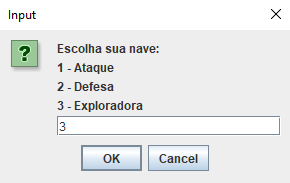 Input
Escolha sua nave:
1 - Ataque
2 - Defesa
3 - Exploradora
3
OK Cancel